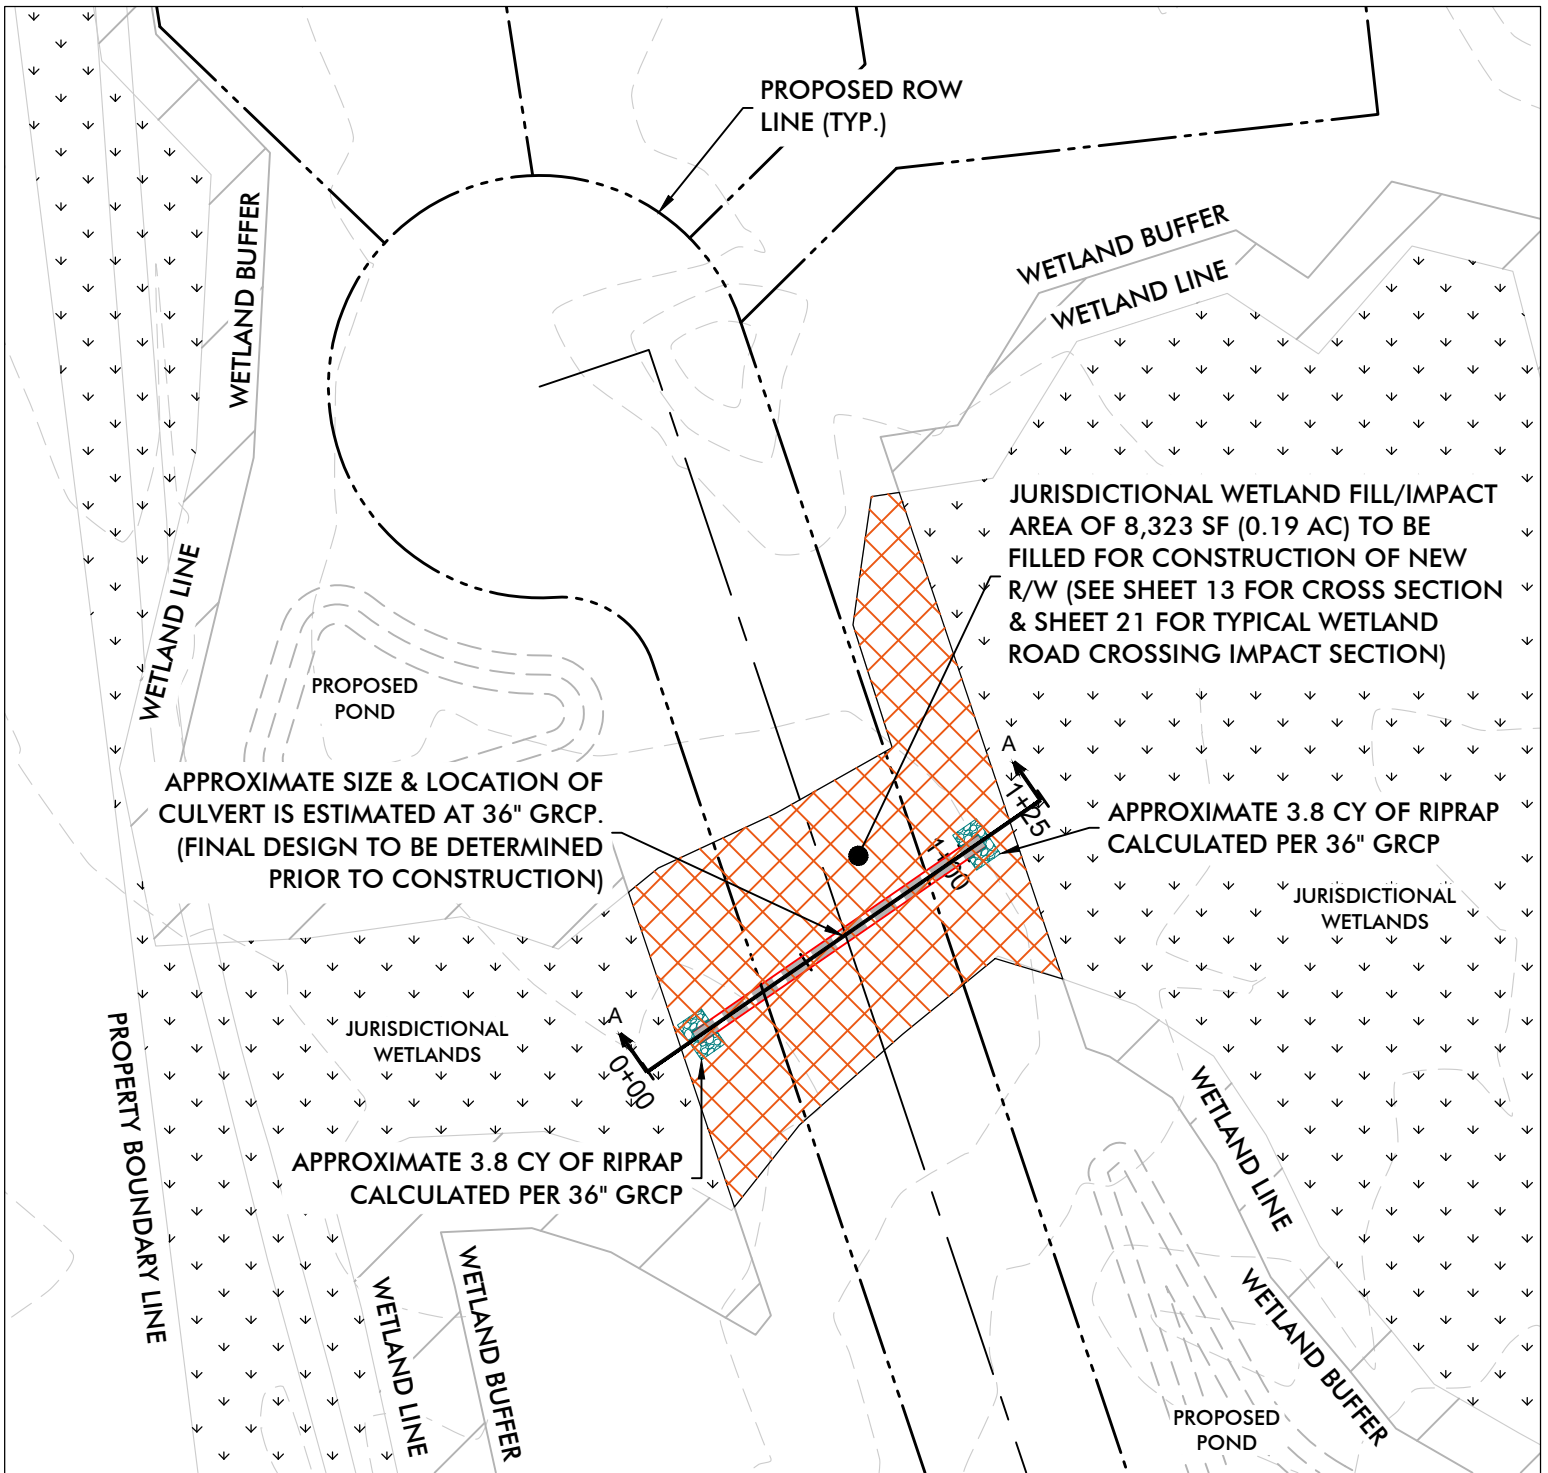 PROPOSED ROW
LINE (TYP.)
WETLAND BUFFER
WETLAND BUFFER
WETLAND LINE
JURISDICTIONAL WETLAND FILL/IMPACT
AREA OF 8,323 SF (0.19 AC) TO BE
FILLED FOR CONSTRUCTION OF NEW
R/W (SEE SHEET 13 FOR CROSS SECTION
& SHEET 21 FOR TYPICAL WETLAND
ROAD CROSSING IMPACT SECTION)
WETLAND LINE
PROPOSED
POND
APPROXIMATE SIZE & LOCATION OF
CULVERT IS ESTIMATED AT 36" GRCP.
(FINAL DESIGN TO BE DETERMINED
PRIOR TO CONSTRUCTION)
A
1+25
1+00
APPROXIMATE 3.8 CY OF RIPRAP
CALCULATED PER 36" GRCP
JURISDICTIONAL
WETLANDS
JURISDICTIONAL
WETLANDS
A
0+00
PROPERTY BOUNDARY LINE
APPROXIMATE 3.8 CY OF RIPRAP
CALCULATED PER 36" GRCP
WETLAND LINE
WETLAND BUFFER
WETLAND LINE
WETLAND BUFFER
PROPOSED
POND